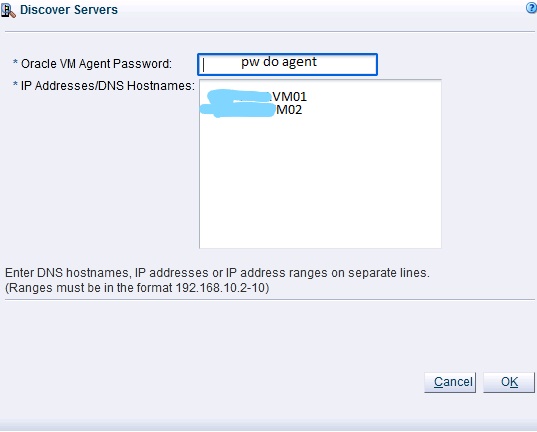 Discover Servers
* Oracle VM Agent Password: pw do agent
* IP Addresses/DNS Hostnames:
VM01
M02
Enter DNS hostnames, IP addresses or IP address ranges on separate lines.
(Ranges must be in the format 192.168.10.2-10)
Cancel OK